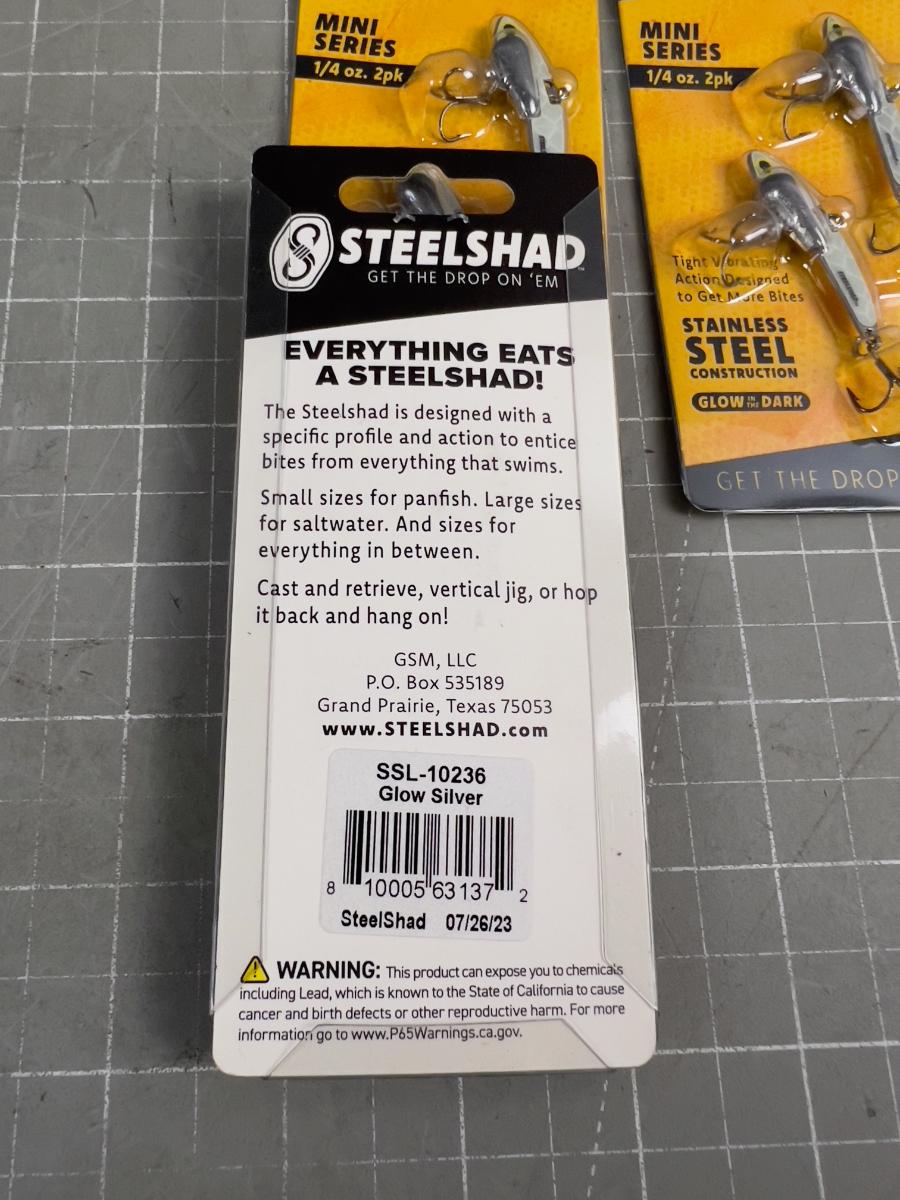 MINI
SERIES
1/4 oz. 2pk
MINI
SERIES
1/4 oz. 2pk
Tight Vibrating
Action Designed
to Get More Bites
STAINLESS
STEEL
CONSTRUCTION
GLOW IN THE DARK
GET THE DROP
STEELSHAD™
GET THE DROP ON 'EM
EVERYTHING EATS
A STEELSHAD!
The Steelshad is designed with a
specific profile and action to entice
bites from everything that swims.
Small sizes for panfish. Large sizes
for saltwater. And sizes for
everything in between.
Cast and retrieve, vertical jig, or hop
it back and hang on!
GSM, LLC
P.O. Box 535189
Grand Prairie, Texas 75053
www.STEELSHAD.com
SSL-10236
Glow Silver
8 10005 63137 2
SteelShad 07/26/23
WARNING: This product can expose you to chemicals
including Lead, which is known to the State of California to cause
cancer and birth defects or other reproductive harm. For more
information go to www.P65Warnings.ca.gov.